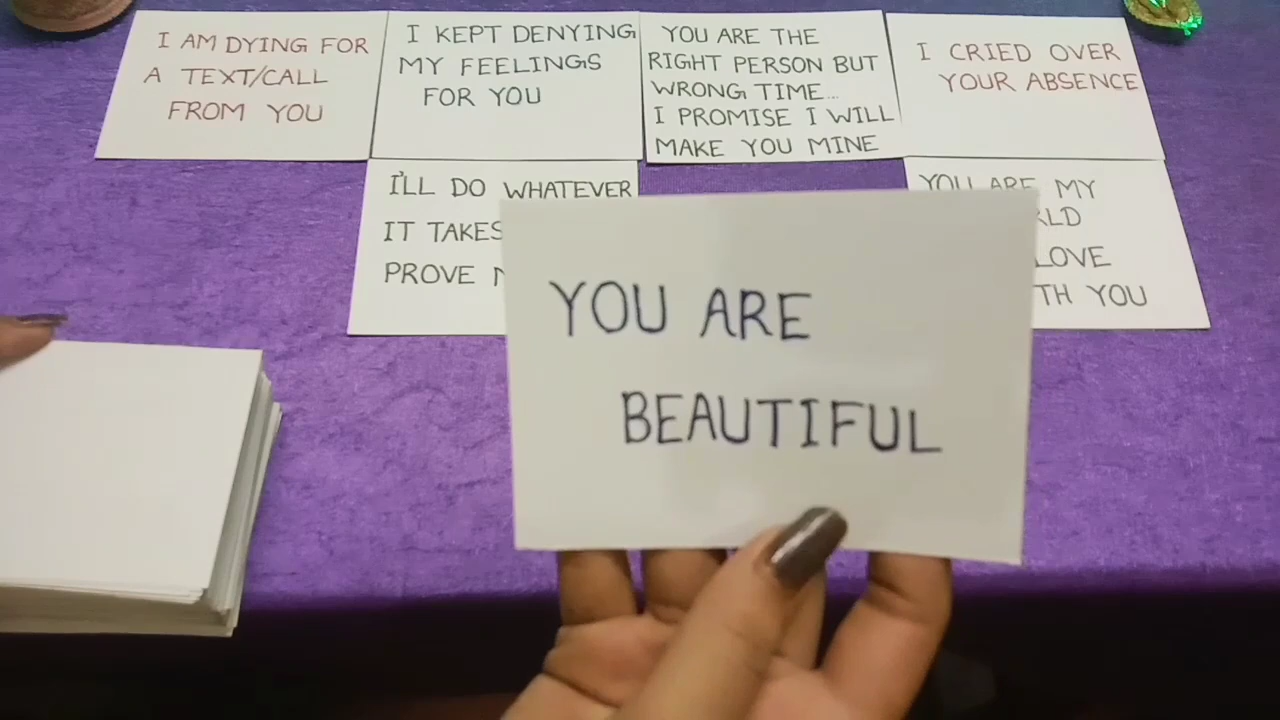 I AM DYING FOR
A TEXT/CALL
FROM YOU
I KEPT DENYING
MY FEELINGS
FOR YOU
YOU ARE THE
RIGHT PERSON BUT
WRONG TIME...
I PROMISE I WILL
MAKE YOU MINE
I CRIED OVER
YOUR ABSENCE
I'LL DO WHATEVER
IT TAKES
PROVE
YOU ARE MY
LOVE
YOU
YOU ARE
BEAUTIFUL